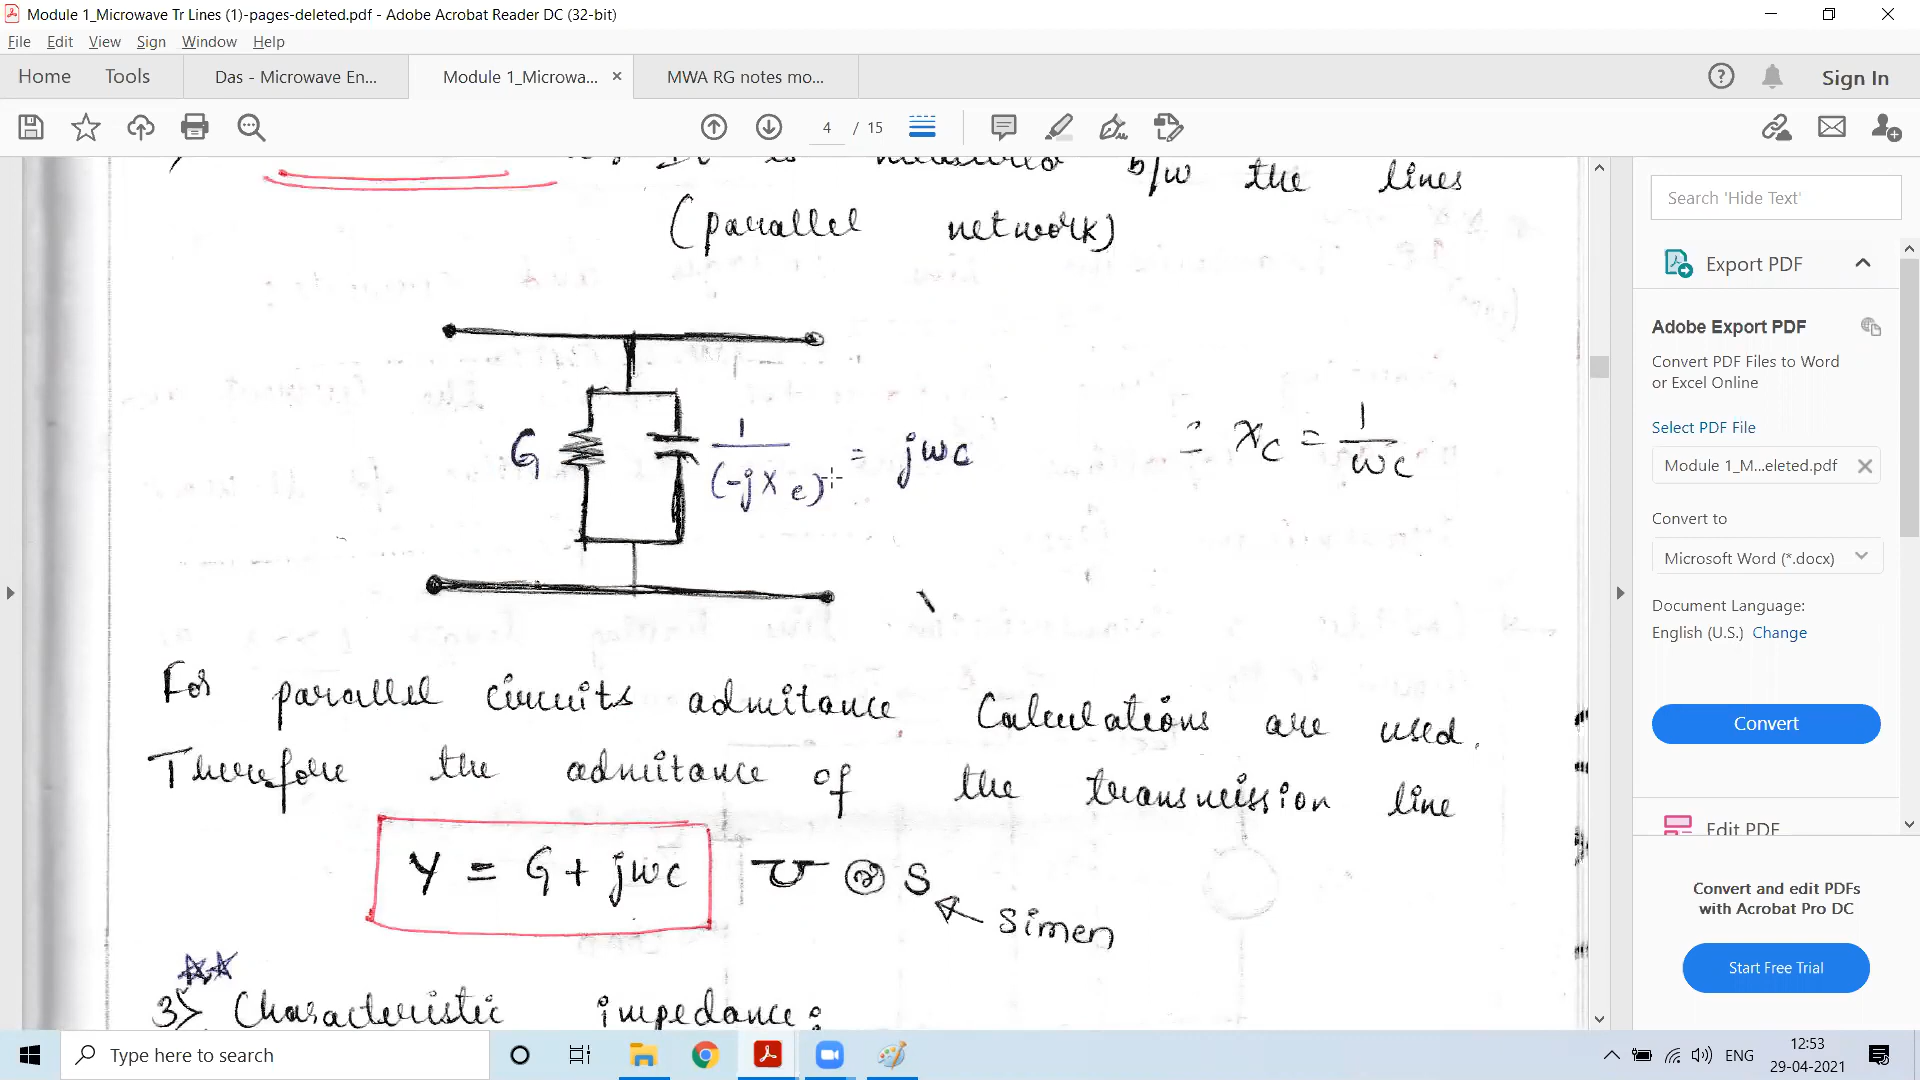 Module 1_Microwave Tr Lines (1)-pages-deleted.pdf - Adobe Acrobat Reader DC (32-bit)
File Edit View Sign Window Help
Home Tools Das - Microwave En... Module 1_Microwa... × MWA RG notes mo... Sign In
4 / 15
is measured b/w the lines
(parallel network)
G 1/(-jXc) = jωc ∵ Xc = 1/ωc
For parallel circuits admitance Calculations are used.
Therefore the admitance of the transmission line
Y = G + jωc ℧ or S
Simen
3> Characteristic impedance:
Search 'Hide Text'
Export PDF
Adobe Export PDF
Convert PDF Files to Word
or Excel Online
Select PDF File
Module 1_M...eleted.pdf
Convert to
Microsoft Word (*.docx)
Document Language:
English (U.S.) Change
Convert
Edit PDF
Convert and edit PDFs
with Acrobat Pro DC
Start Free Trial
Type here to search
ENG
12:53
29-04-2021